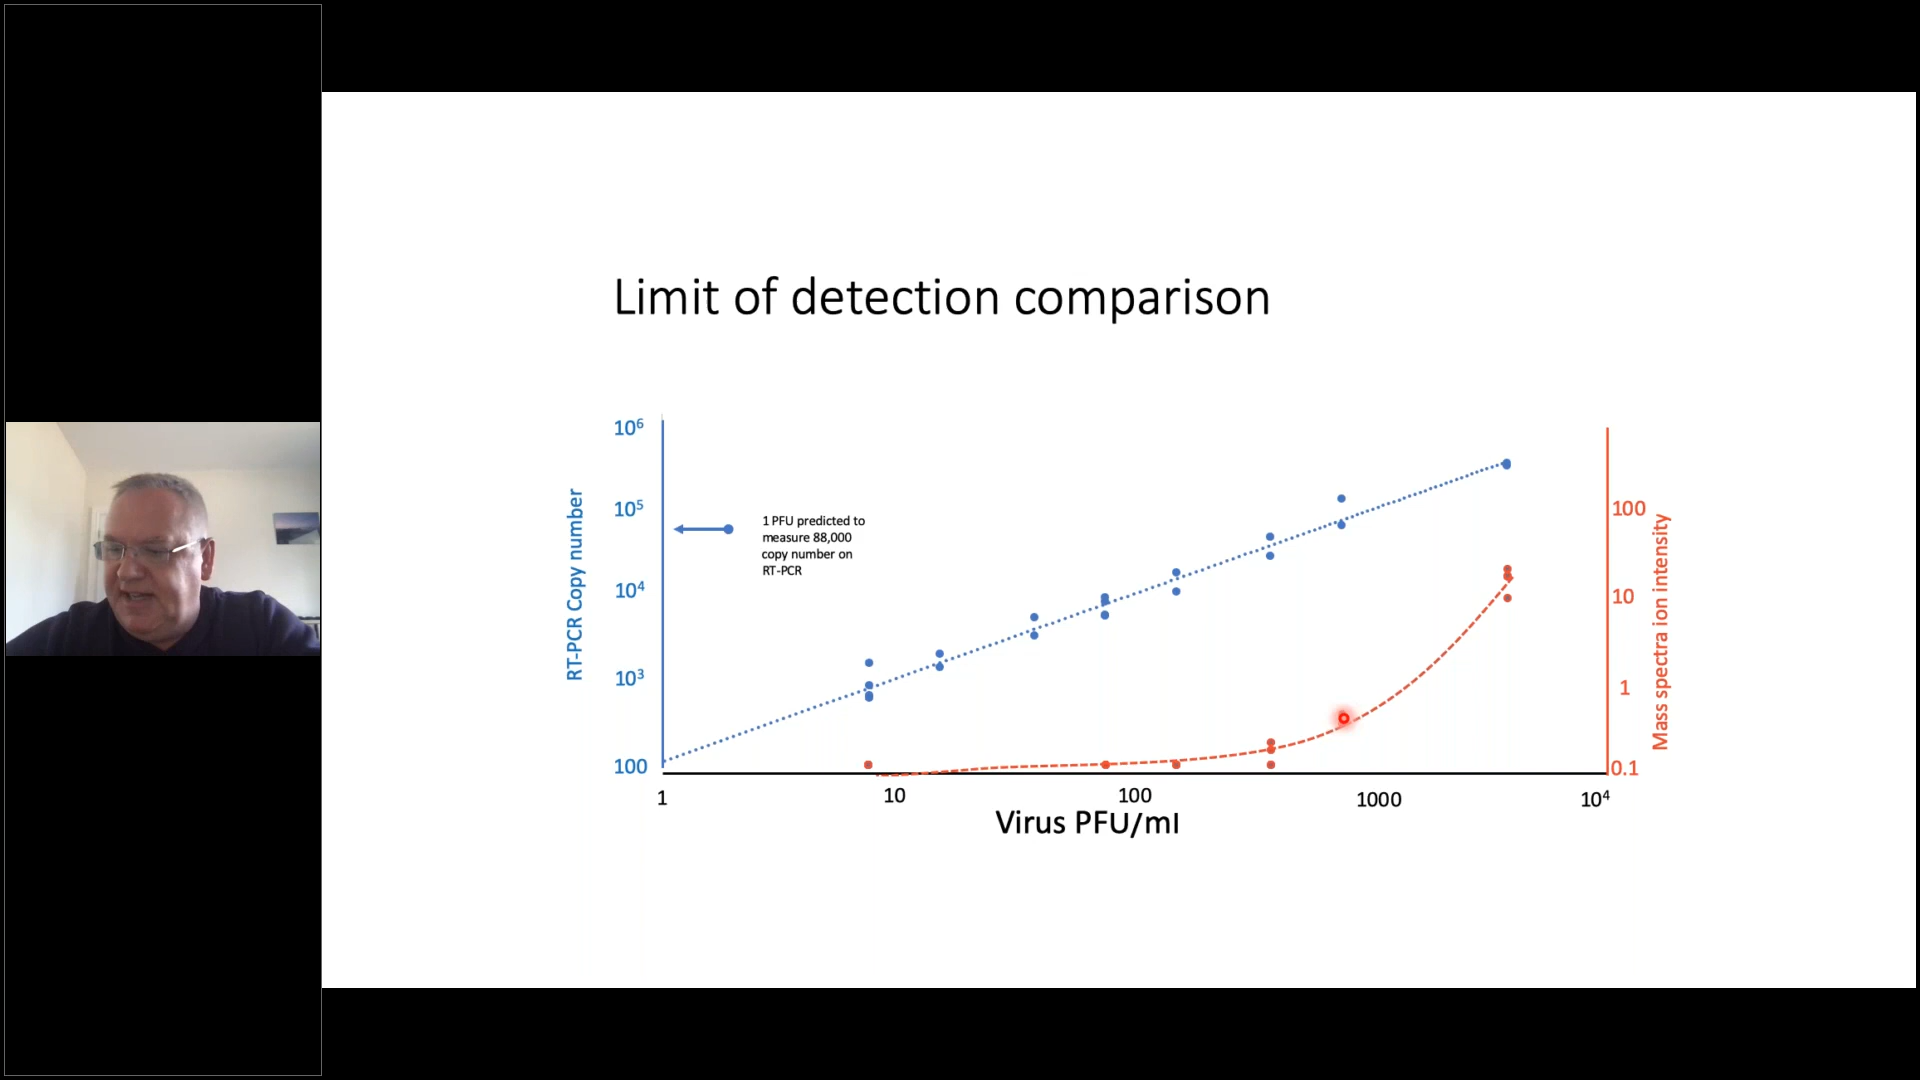 Limit of detection comparison
10⁶
10⁵
10⁴
10³
100
RT-PCR Copy number
1 PFU predicted to
measure 88,000
copy number on
RT-PCR
100
10
1
0.1
Mass spectra ion intensity
1
10
100
1000
10⁴
Virus PFU/ml